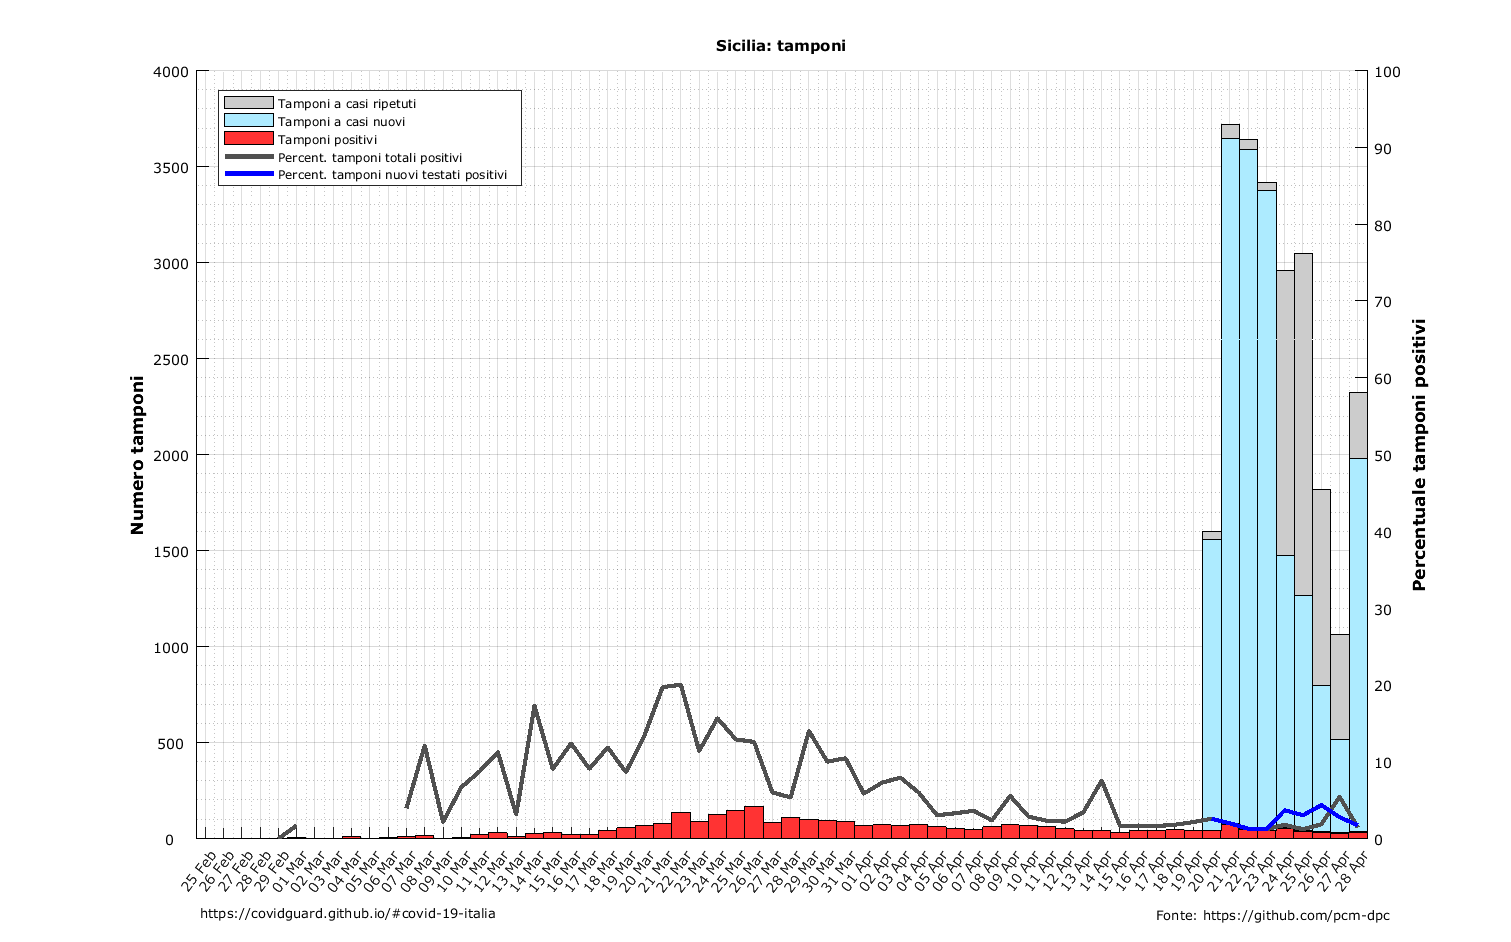 Sicilia: tamponi
4000
3500
3000
2500
2000
1500
1000
500
0
Numero tamponi
Tamponi a casi ripetuti
Tamponi a casi nuovi
Tamponi positivi
Percent. tamponi totali positivi
Percent. tamponi nuovi testati positivi
100
90
80
70
60
50
40
30
20
10
0
Percentuale tamponi positivi
25 Feb
26 Feb
27 Feb
28 Feb
29 Feb
01 Mar
02 Mar
03 Mar
04 Mar
05 Mar
06 Mar
07 Mar
08 Mar
09 Mar
10 Mar
11 Mar
12 Mar
13 Mar
14 Mar
15 Mar
16 Mar
17 Mar
18 Mar
19 Mar
20 Mar
21 Mar
22 Mar
23 Mar
24 Mar
25 Mar
26 Mar
27 Mar
28 Mar
29 Mar
30 Mar
31 Mar
01 Apr
02 Apr
03 Apr
04 Apr
05 Apr
06 Apr
07 Apr
08 Apr
09 Apr
10 Apr
11 Apr
12 Apr
13 Apr
14 Apr
15 Apr
16 Apr
17 Apr
18 Apr
19 Apr
20 Apr
21 Apr
22 Apr
23 Apr
24 Apr
25 Apr
26 Apr
27 Apr
28 Apr
https://covidguard.github.io/#covid-19-italia
Fonte: https://github.com/pcm-dpc